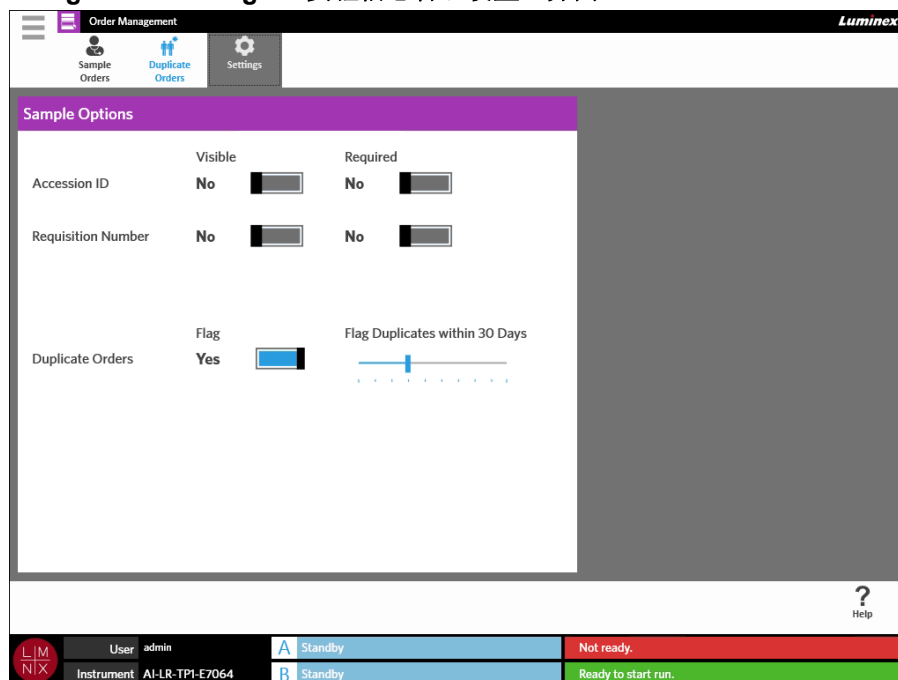 Order Management
Luminex
Sample Orders
Duplicate Orders
Settings
Sample Options
Visible
Required
Accession ID
No
No
Requisition Number
No
No
Flag
Flag Duplicates within 30 Days
Duplicate Orders
Yes
?
Help
L M
N X
User admin
A Standby
Not ready.
Instrument AI-LR-TP1-E7064
B Standby
Ready to start run.